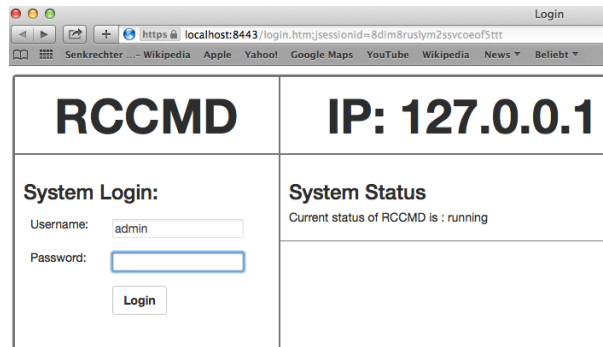 Login
https localhost:8443/login.htm;jsessionid=8dim8ruslym2ssvcoeof5ttt
Senkrechter ...– Wikipedia Apple Yahoo! Google Maps YouTube Wikipedia News ▼ Beliebt ▼
RCCMD
IP: 127.0.0.1
System Login:
Username: admin
Password:
Login
System Status
Current status of RCCMD is : running